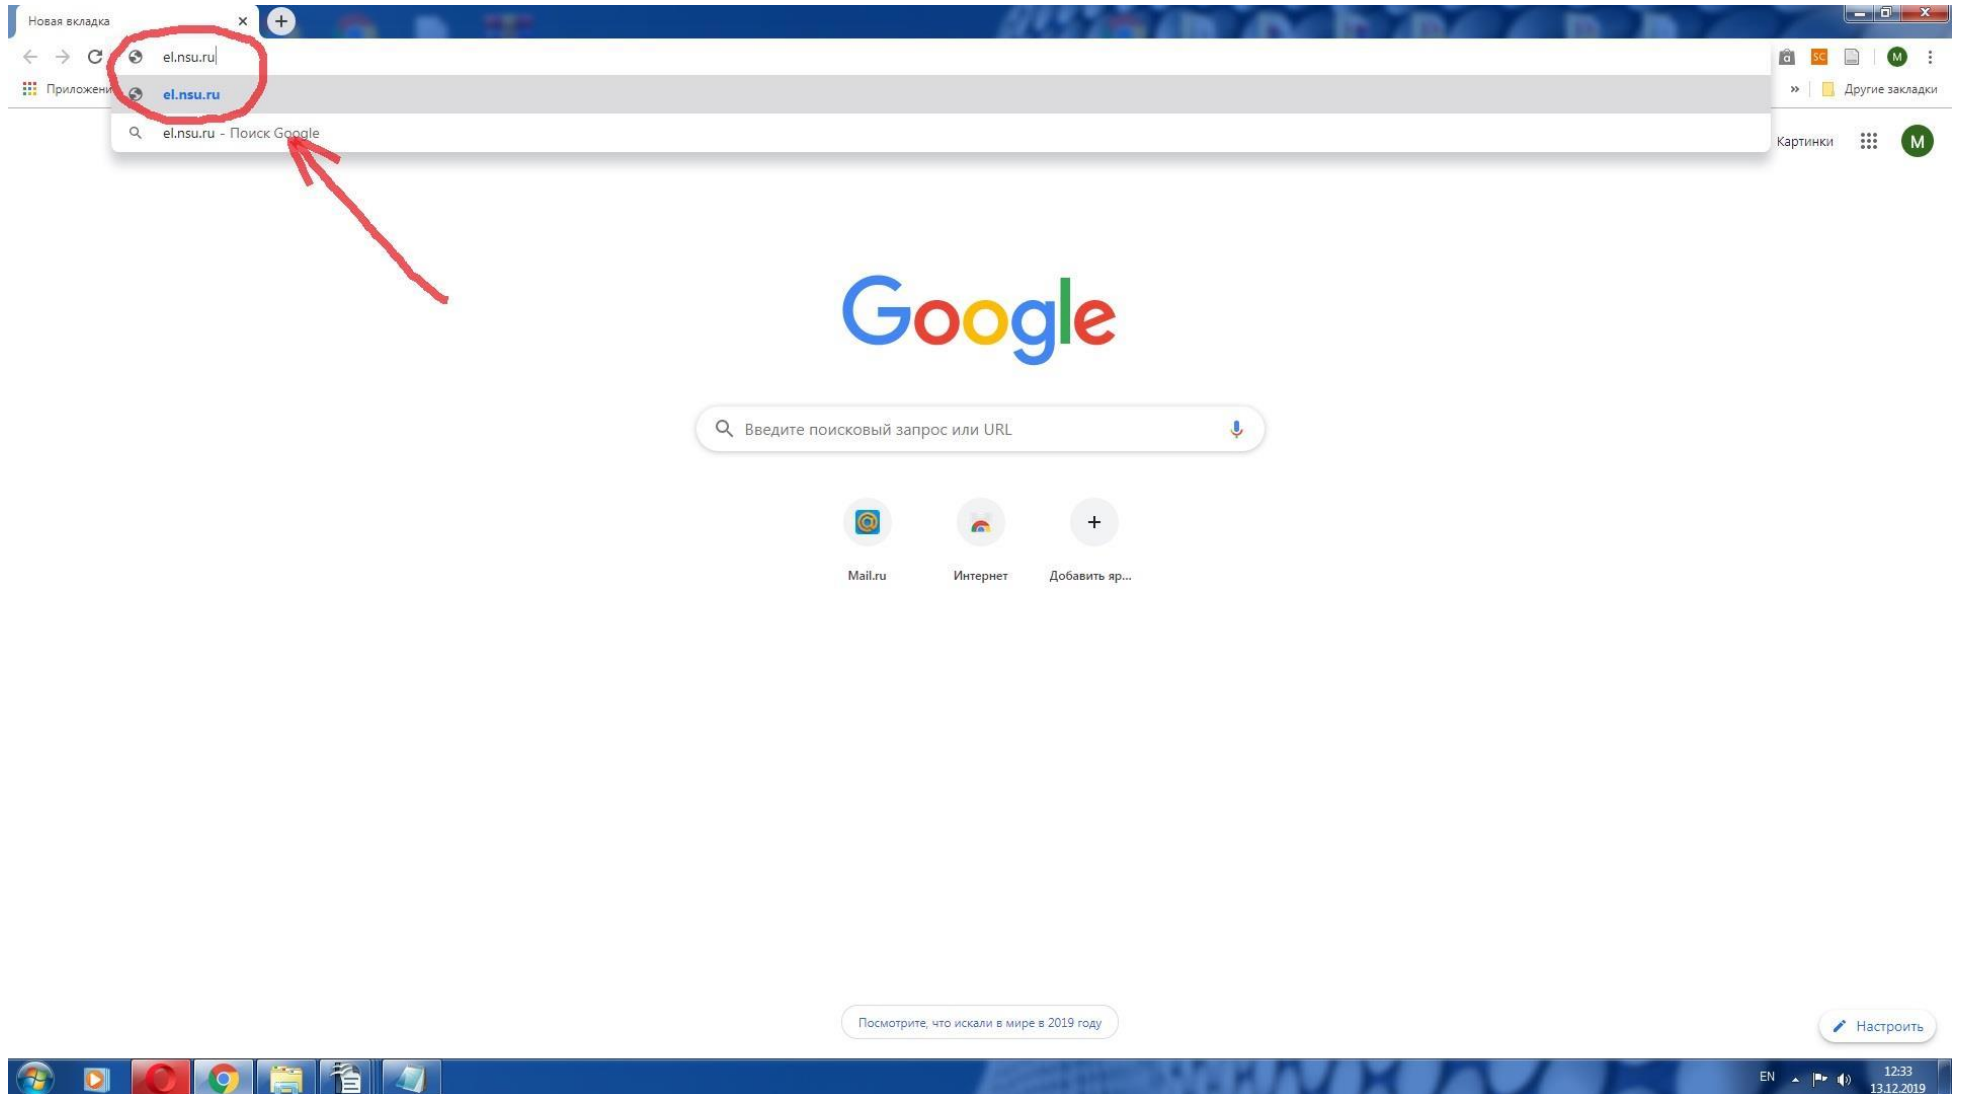 Новая вкладка
el.nsu.ru
SC
M
Приложени
el.nsu.ru
Другие закладки
el.nsu.ru - Поиск Google
Картинки
M
Google
Введите поисковый запрос или URL
Mail.ru
Интернет
Добавить яр...
Посмотрите, что искали в мире в 2019 году
Настроить
EN
12:33
13.12.2019